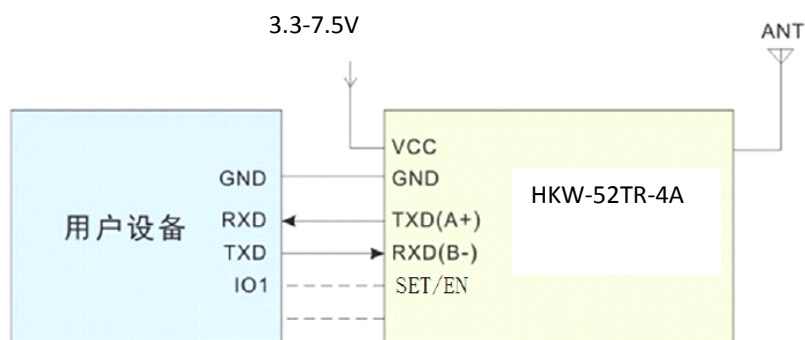 3.3-7.5V
ANT
VCC
GND GND
HKW-52TR-4A
用户设备 RXD TXD(A+)
TXD RXD(B-)
IO1 SET/EN